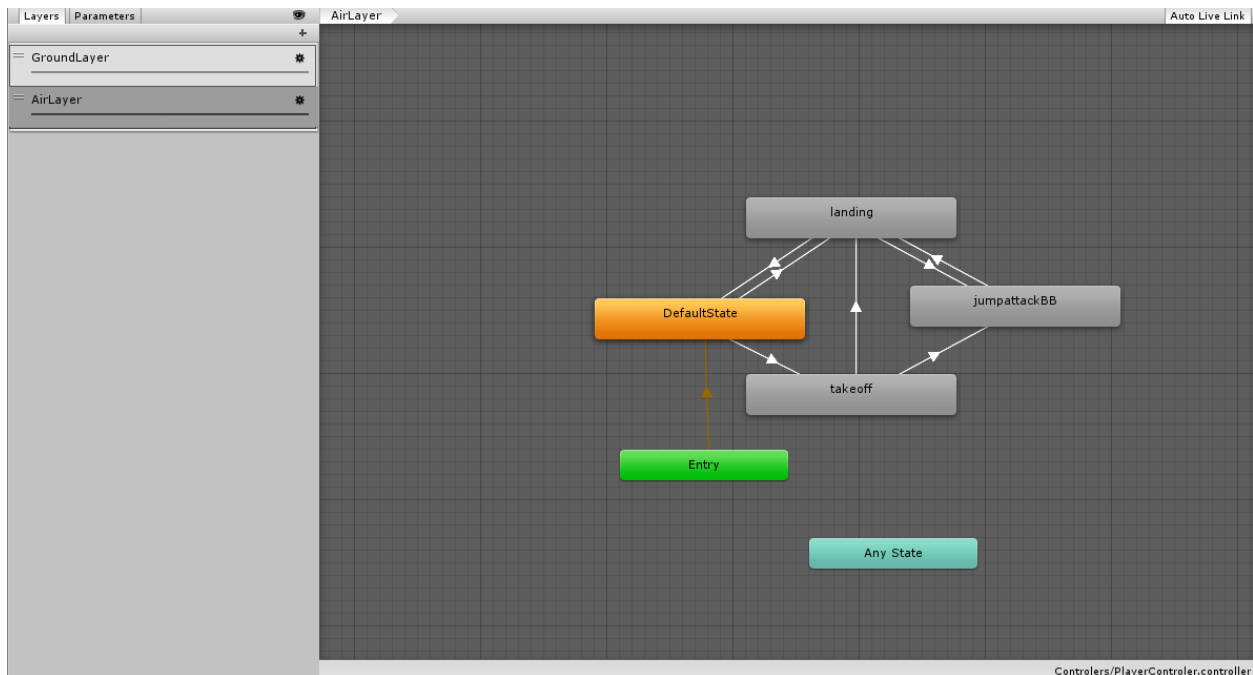 Layers Parameters
AirLayer
Auto Live Link
+
GroundLayer
AirLayer
landing
DefaultState
jumpattackBB
takeoff
Entry
Any State
Controlers/PlayerControler.controller